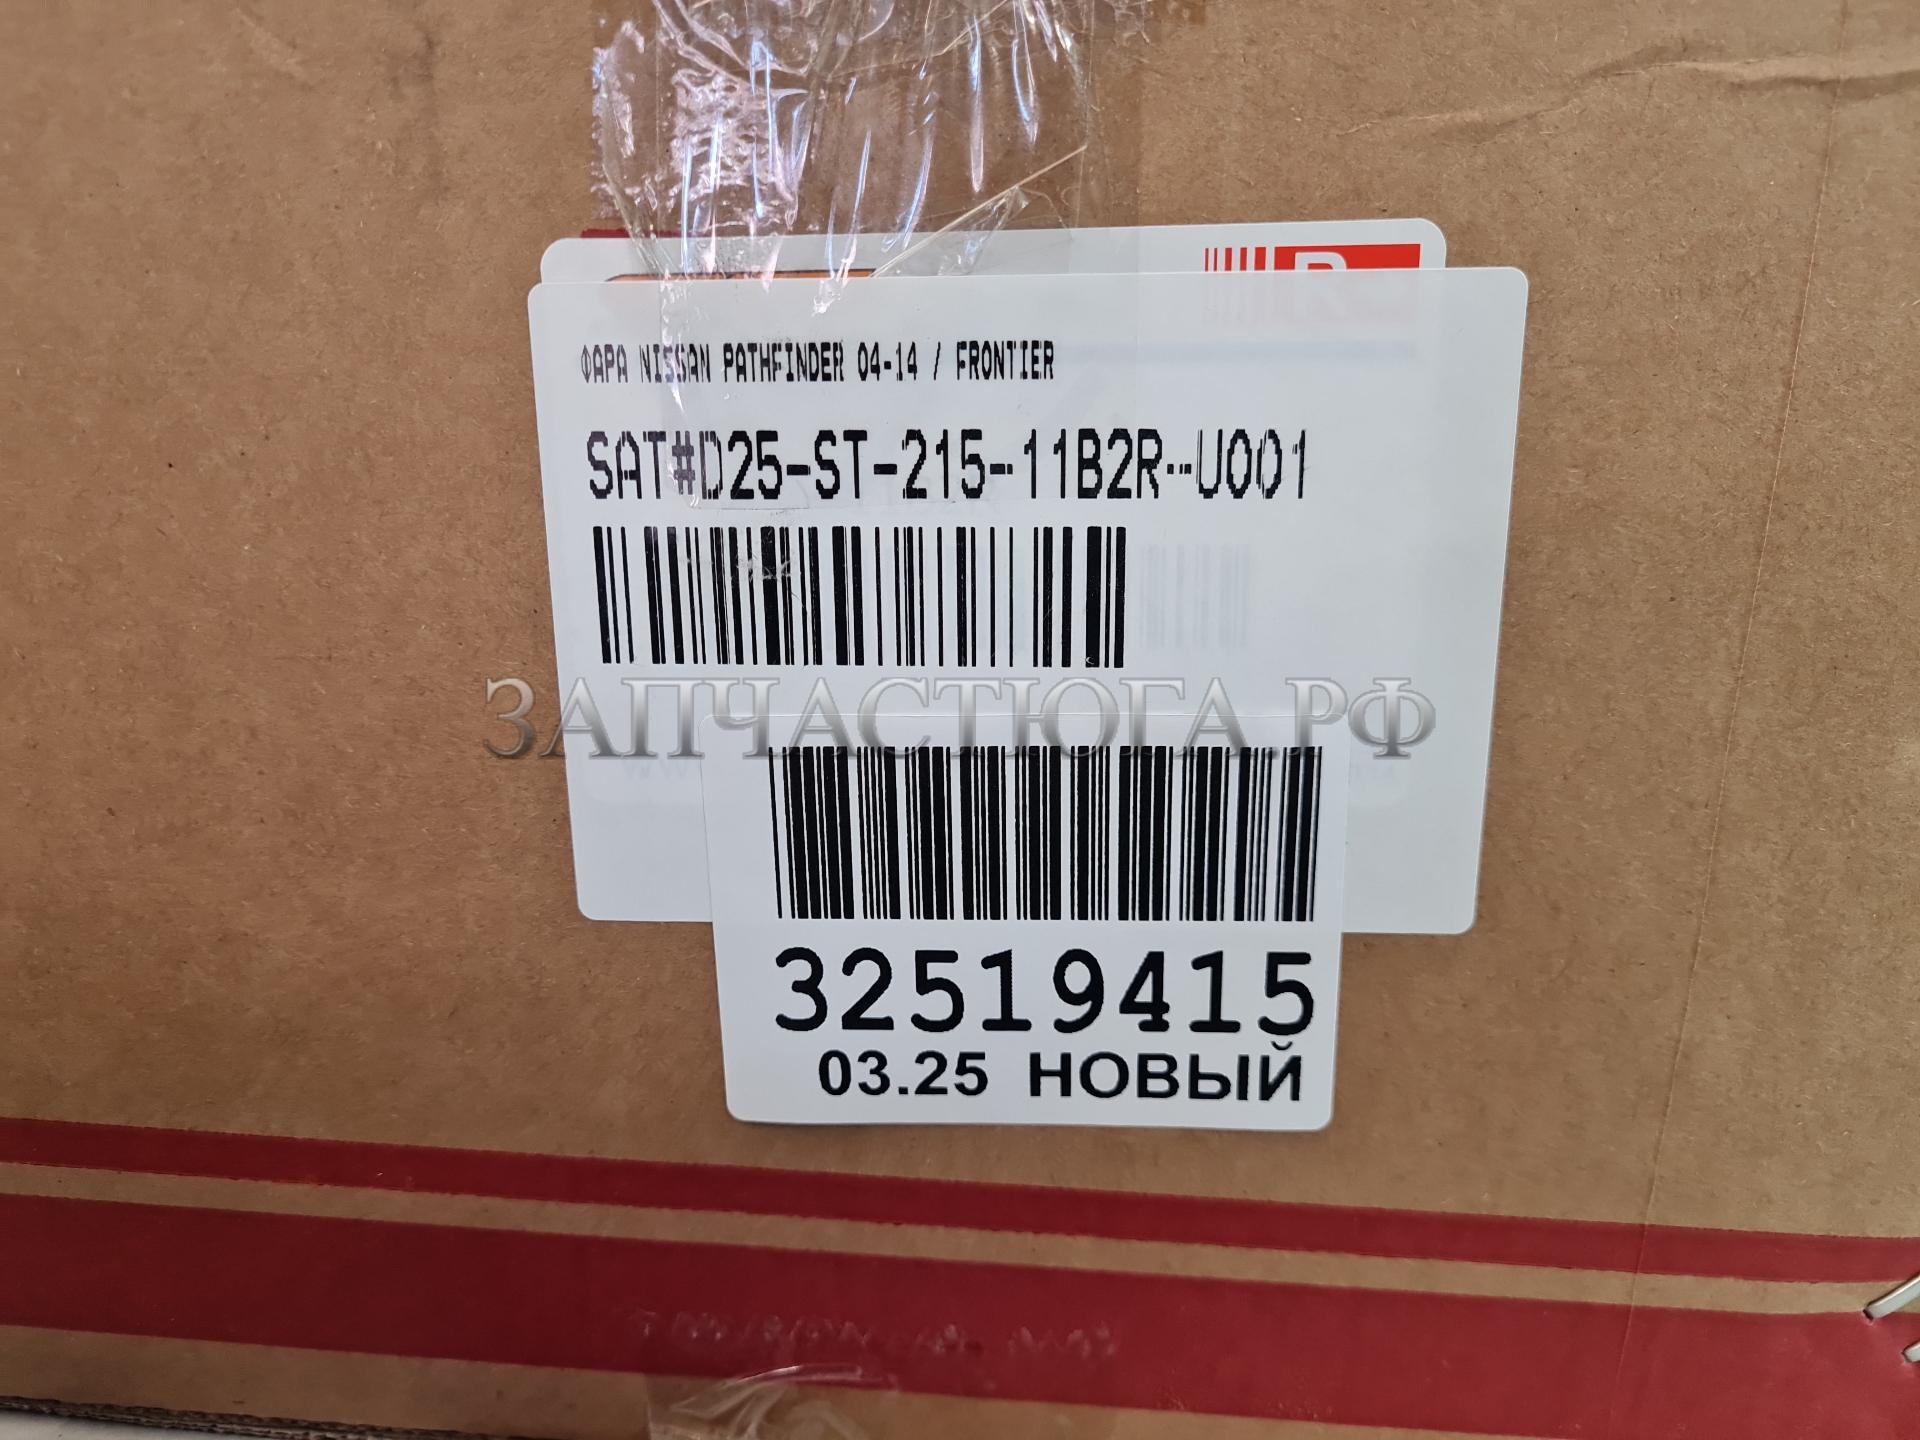 ФАРА NISSAN PATHFINDER 04-14 / FRONTIER
SAT#D25-ST-215-11B2R--U001
ЗАПЧАСТЮГА.РФ
32519415
03.25 НОВЫЙ